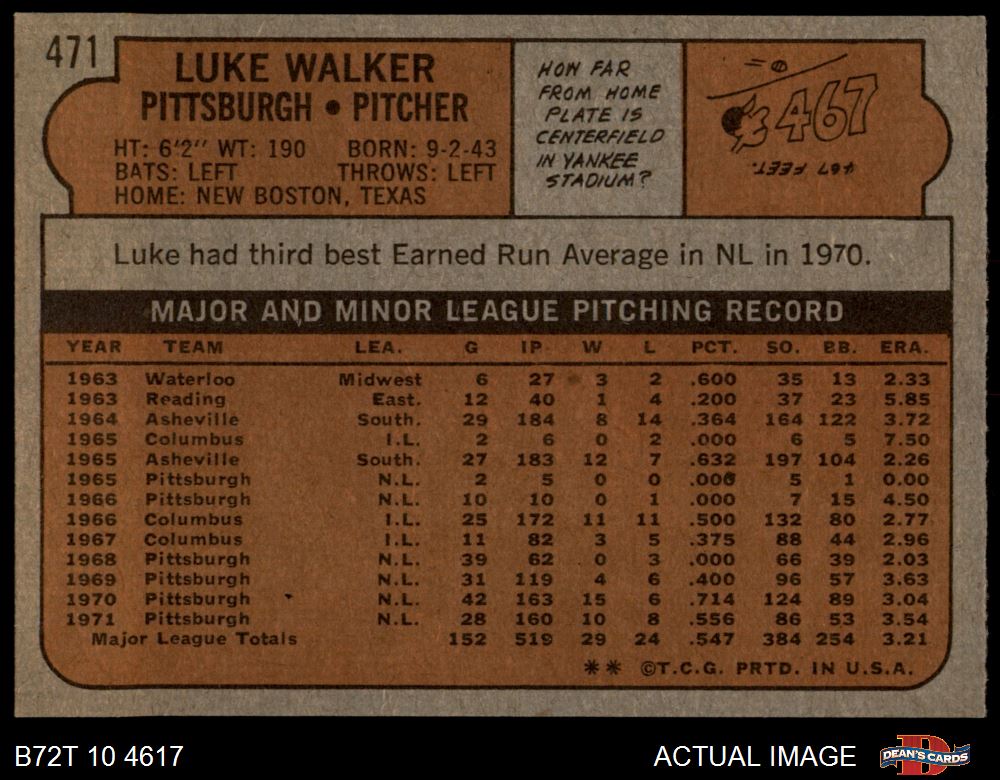 471
LUKE WALKER
PITTSBURGH • PITCHER
HT: 6'2" WT: 190 BORN: 9-2-43
BATS: LEFT THROWS: LEFT
HOME: NEW BOSTON, TEXAS
HOW FAR
FROM HOME
PLATE IS
CENTERFIELD
IN YANKEE
STADIUM?
467
467 FEET.
Luke had third best Earned Run Average in NL in 1970.
MAJOR AND MINOR LEAGUE PITCHING RECORD
YEAR TEAM LEA. G IP W L PCT. SO. BB. ERA.
1963 Waterloo Midwest 6 27 3 2 .600 35 13 2.33
1963 Reading East. 12 40 1 4 .200 37 23 5.85
1964 Asheville South. 29 184 8 14 .364 164 122 3.72
1965 Columbus I.L. 2 6 0 2 .000 6 5 7.50
1965 Asheville South. 27 183 12 7 .632 197 104 2.26
1965 Pittsburgh N.L. 2 5 0 0 .000 5 1 0.00
1966 Pittsburgh N.L. 10 10 0 1 .000 7 15 4.50
1966 Columbus I.L. 25 172 11 11 .500 132 80 2.77
1967 Columbus I.L. 11 82 3 5 .375 88 44 2.96
1968 Pittsburgh N.L. 39 62 0 3 .000 66 39 2.03
1969 Pittsburgh N.L. 31 119 4 6 .400 96 57 3.63
1970 Pittsburgh N.L. 42 163 15 6 .714 124 89 3.04
1971 Pittsburgh N.L. 28 160 10 8 .556 86 53 3.54
Major League Totals 152 519 29 24 .547 384 254 3.21
** ©T.C.G. PRTD. IN U.S.A.
B72T 10 4617
ACTUAL IMAGE
DEAN'S CARDS